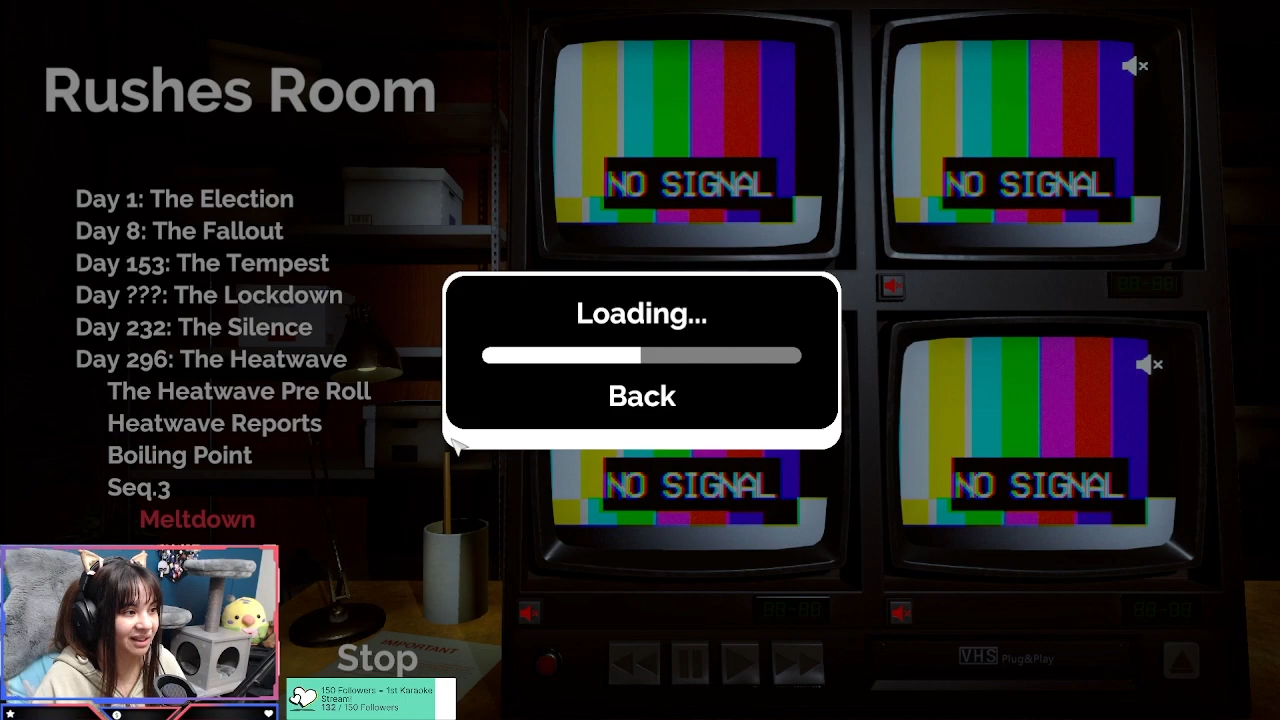 Rushes Room
Day 1: The Election
Day 8: The Fallout
Day 153: The Tempest
Day ???: The Lockdown
Day 232: The Silence
Day 296: The Heatwave
The Heatwave Pre Roll
Heatwave Reports
Boiling Point
Seq.3
Meltdown
NO SIGNAL
NO SIGNAL
Loading...
Back
NO SIGNAL
NO SIGNAL
Stop
IMPORTANT
VHS Plug&Play
150 Followers = 1st Karaoke
Stream!
132 / 150 Followers